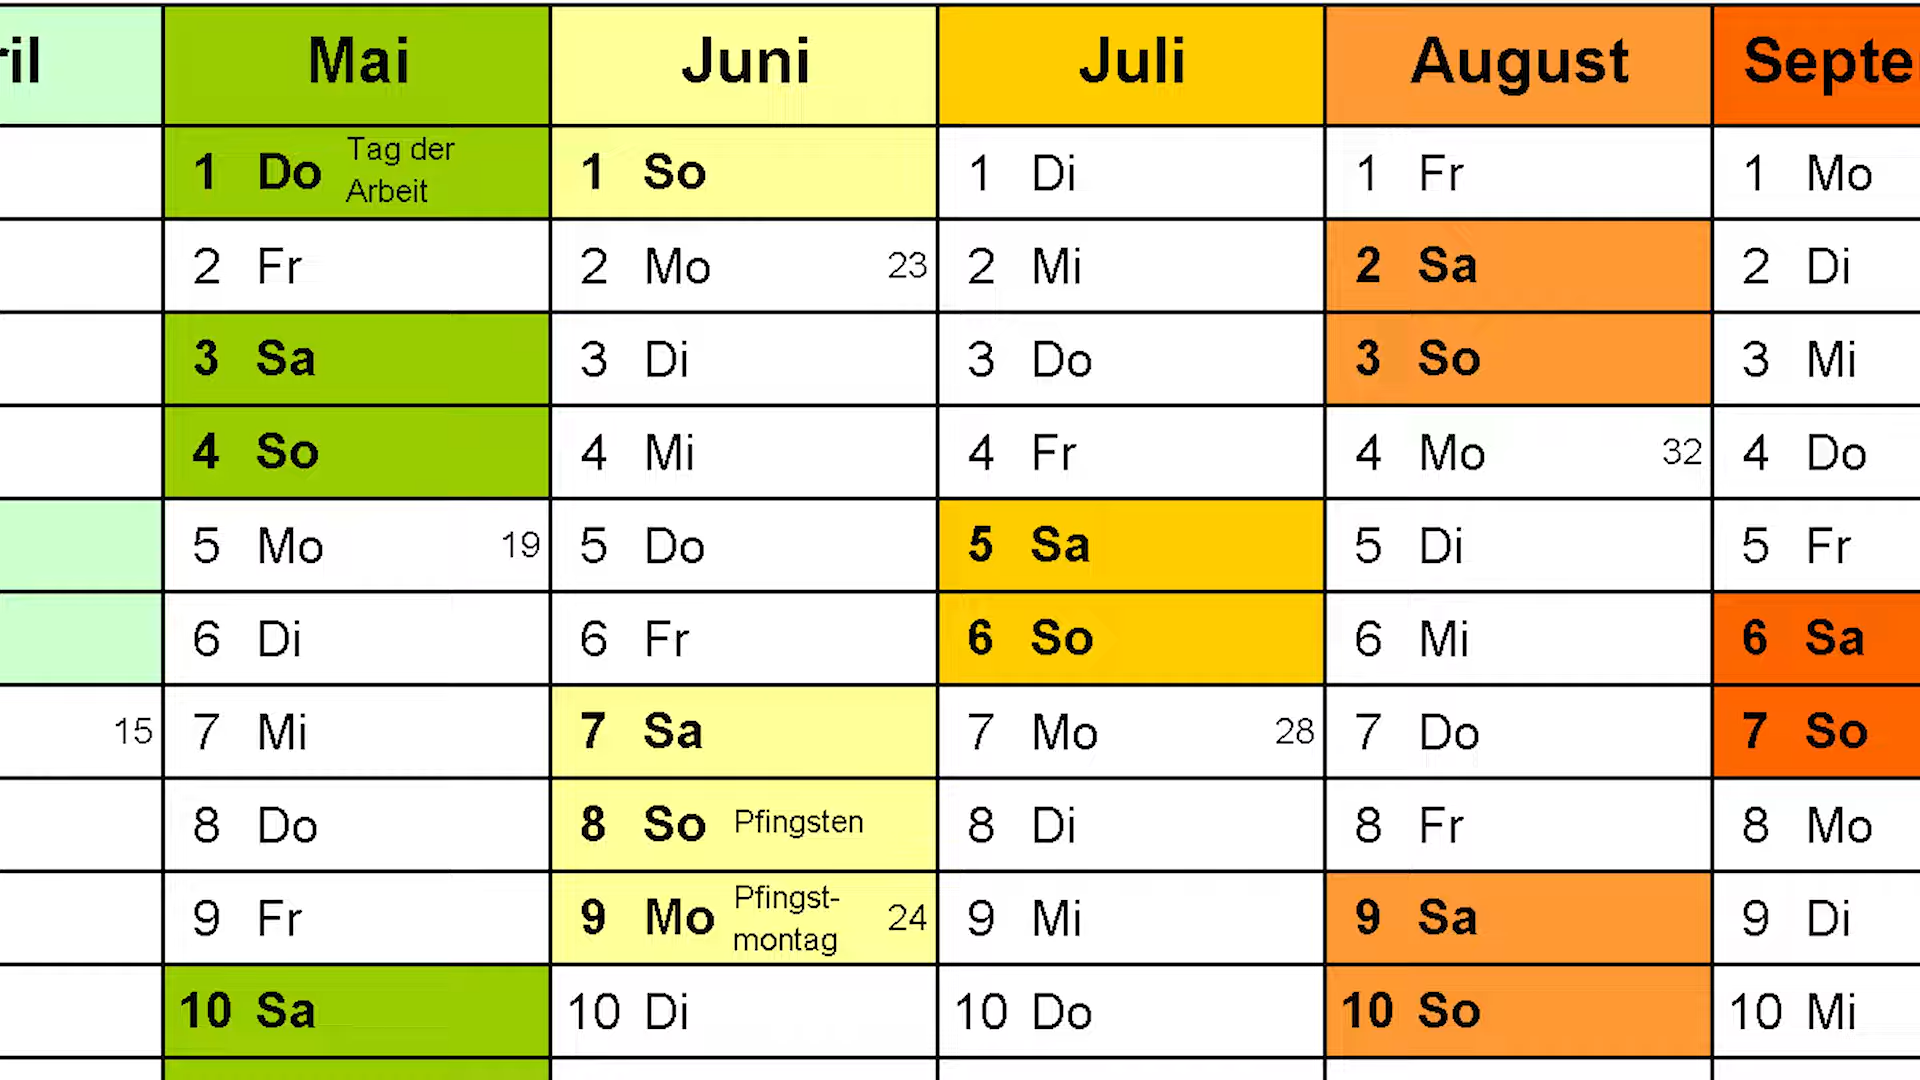 ril Mai Juni Juli August Septe
1 Do Tag der Arbeit 1 So 1 Di 1 Fr 1 Mo
2 Fr 2 Mo 23 2 Mi 2 Sa 2 Di
3 Sa 3 Di 3 Do 3 So 3 Mi
4 So 4 Mi 4 Fr 4 Mo 32 4 Do
5 Mo 19 5 Do 5 Sa 5 Di 5 Fr
6 Di 6 Fr 6 So 6 Mi 6 Sa
15 7 Mi 7 Sa 7 Mo 28 7 Do 7 So
8 Do 8 So Pfingsten 8 Di 8 Fr 8 Mo
9 Fr 9 Mo Pfingst-montag 24 9 Mi 9 Sa 9 Di
10 Sa 10 Di 10 Do 10 So 10 Mi